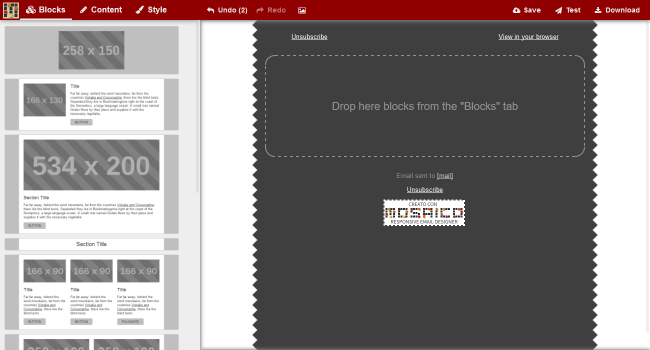 Blocks
Content
Style
Undo (2)
Redo
Save
Test
Download
258 x 150
166 x 130
Title
Far far away, behind the word mountains, far from the
countries Vokalia and Consonantia, there live the blind texts.
Separated they live in Bookmarksgrove right at the coast of
the Semantics, a large language ocean. A small river named
Duden flows by their place and supplies it with the
necessary regelialia.
BUTTON
534 x 200
Section Title
Far far away, behind the word mountains, far from the countries Vokalia and Consonantia,
there live the blind texts. Separated they live in Bookmarksgrove right at the coast of the
Semantics, a large language ocean. A small river named Duden flows by their place and
supplies it with the necessary regelialia.
BUTTON
Section Title
166 x 90
166 x 90
166 x 90
Title
Title
Title
Far far away, behind the
word mountains, far from the
countries Vokalia and
Consonantia, there live the
blind texts.
Far far away, behind the
word mountains, far from the
countries Vokalia and
Consonantia, there live the
blind texts.
Far far away, behind the
word mountains, far from the
countries Vokalia and
Consonantia, there live the
blind texts.
BUTTON
BUTTON
Unsubscribe
View in your browser
Drop here blocks from the "Blocks" tab
Email sent to [mail]
Unsubscribe
CREATO CON
MOSAICO
RESPONSIVE EMAIL DESIGNER